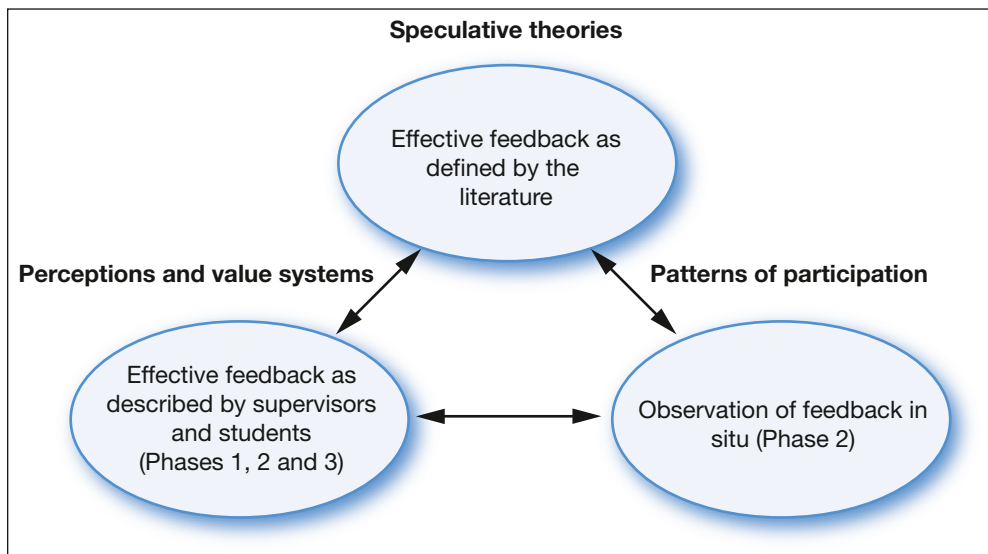 Speculative theories
Effective feedback as
defined by the
literature
Perceptions and value systems
Patterns of participation
Effective feedback as
described by supervisors
and students
(Phases 1, 2 and 3)
Observation of feedback in
situ (Phase 2)